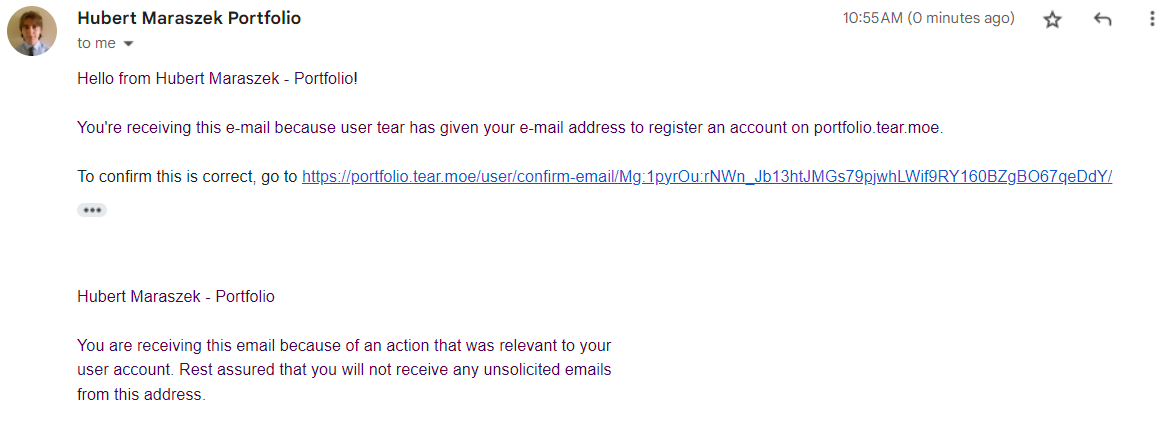 Hubert Maraszek Portfolio
10:55 AM (0 minutes ago)
to me
Hello from Hubert Maraszek - Portfolio!
You're receiving this e-mail because user tear has given your e-mail address to register an account on portfolio.tear.moe.
To confirm this is correct, go to https://portfolio.tear.moe/user/confirm-email/Mg:1pyrOu:rNWn_Jb13htJMGs79pjwhLWif9RY160BZgBO67qeDdY/
Hubert Maraszek - Portfolio
You are receiving this email because of an action that was relevant to your
user account. Rest assured that you will not receive any unsolicited emails
from this address.